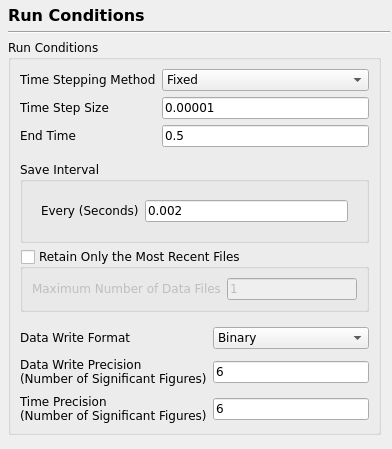 Run Conditions
Run Conditions
Time Stepping Method Fixed
Time Step Size 0.00001
End Time 0.5
Save Interval
Every (Seconds) 0.002
Retain Only the Most Recent Files
Maximum Number of Data Files 1
Data Write Format Binary
Data Write Precision
(Number of Significant Figures) 6
Time Precision
(Number of Significant Figures) 6